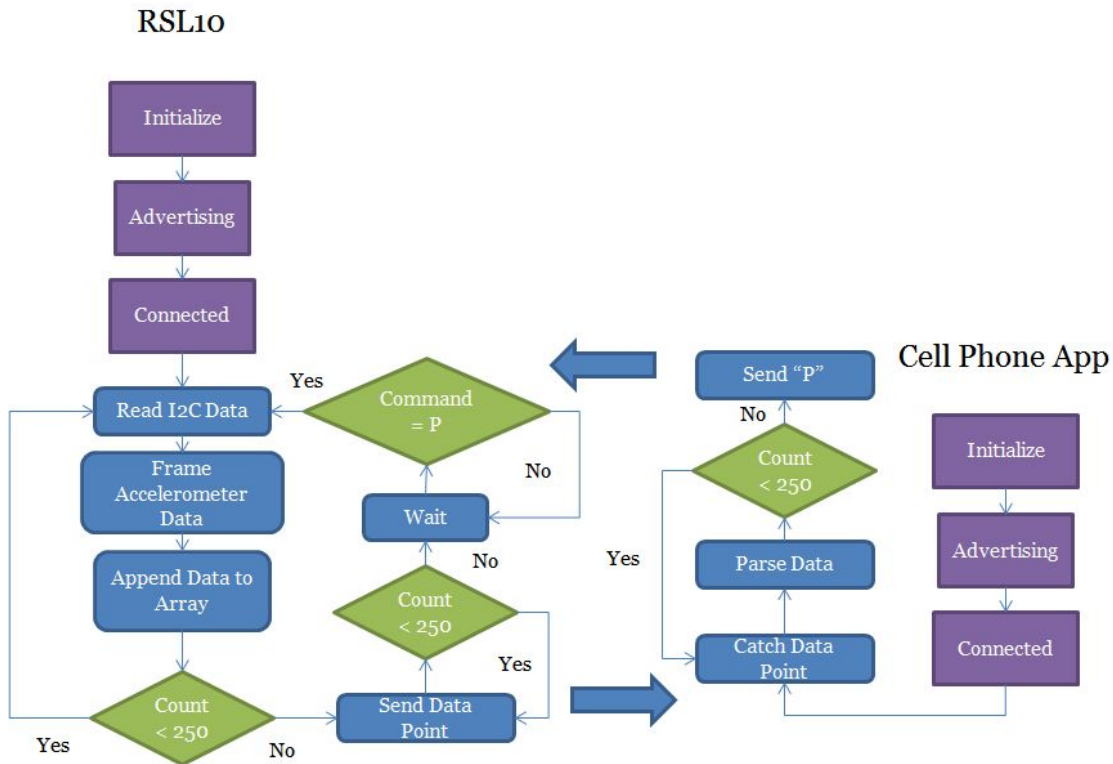 RSL10
Initialize
Advertising
Connected
Read I2C Data
Frame
Accelerometer
Data
Append Data to
Array
Count
< 250
Yes
No
Send Data
Point
Count
< 250
Yes
No
Wait
Command
= P
Yes
No
Cell Phone App
Initialize
Advertising
Connected
Catch Data
Point
Parse Data
Count
< 250
Yes
No
Send “P”